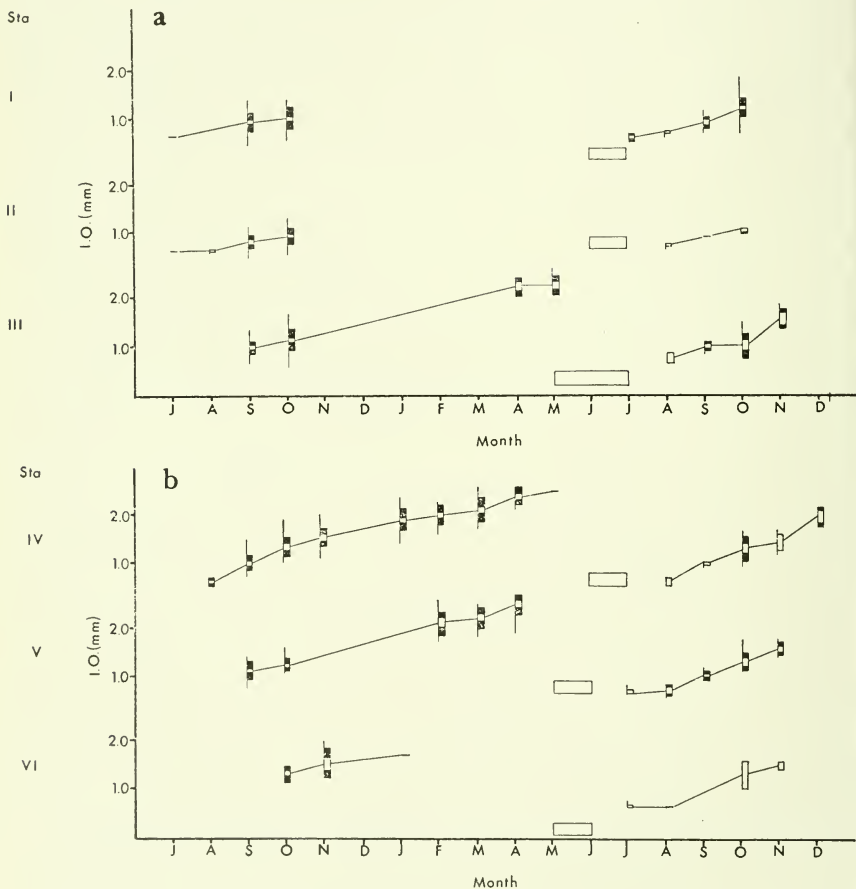 Sta
a
I
2.0
1.0
II
2.0
1.0
I.O.(mm)
III
2.0
1.0
J A S O N D J F M A M J J A S O N D
Month
Sta
b
IV
2.0
1.0
V
2.0
1.0
I.O.(mm)
VI
2.0
1.0
J A S O N D J F M A M J J A S O N D
Month